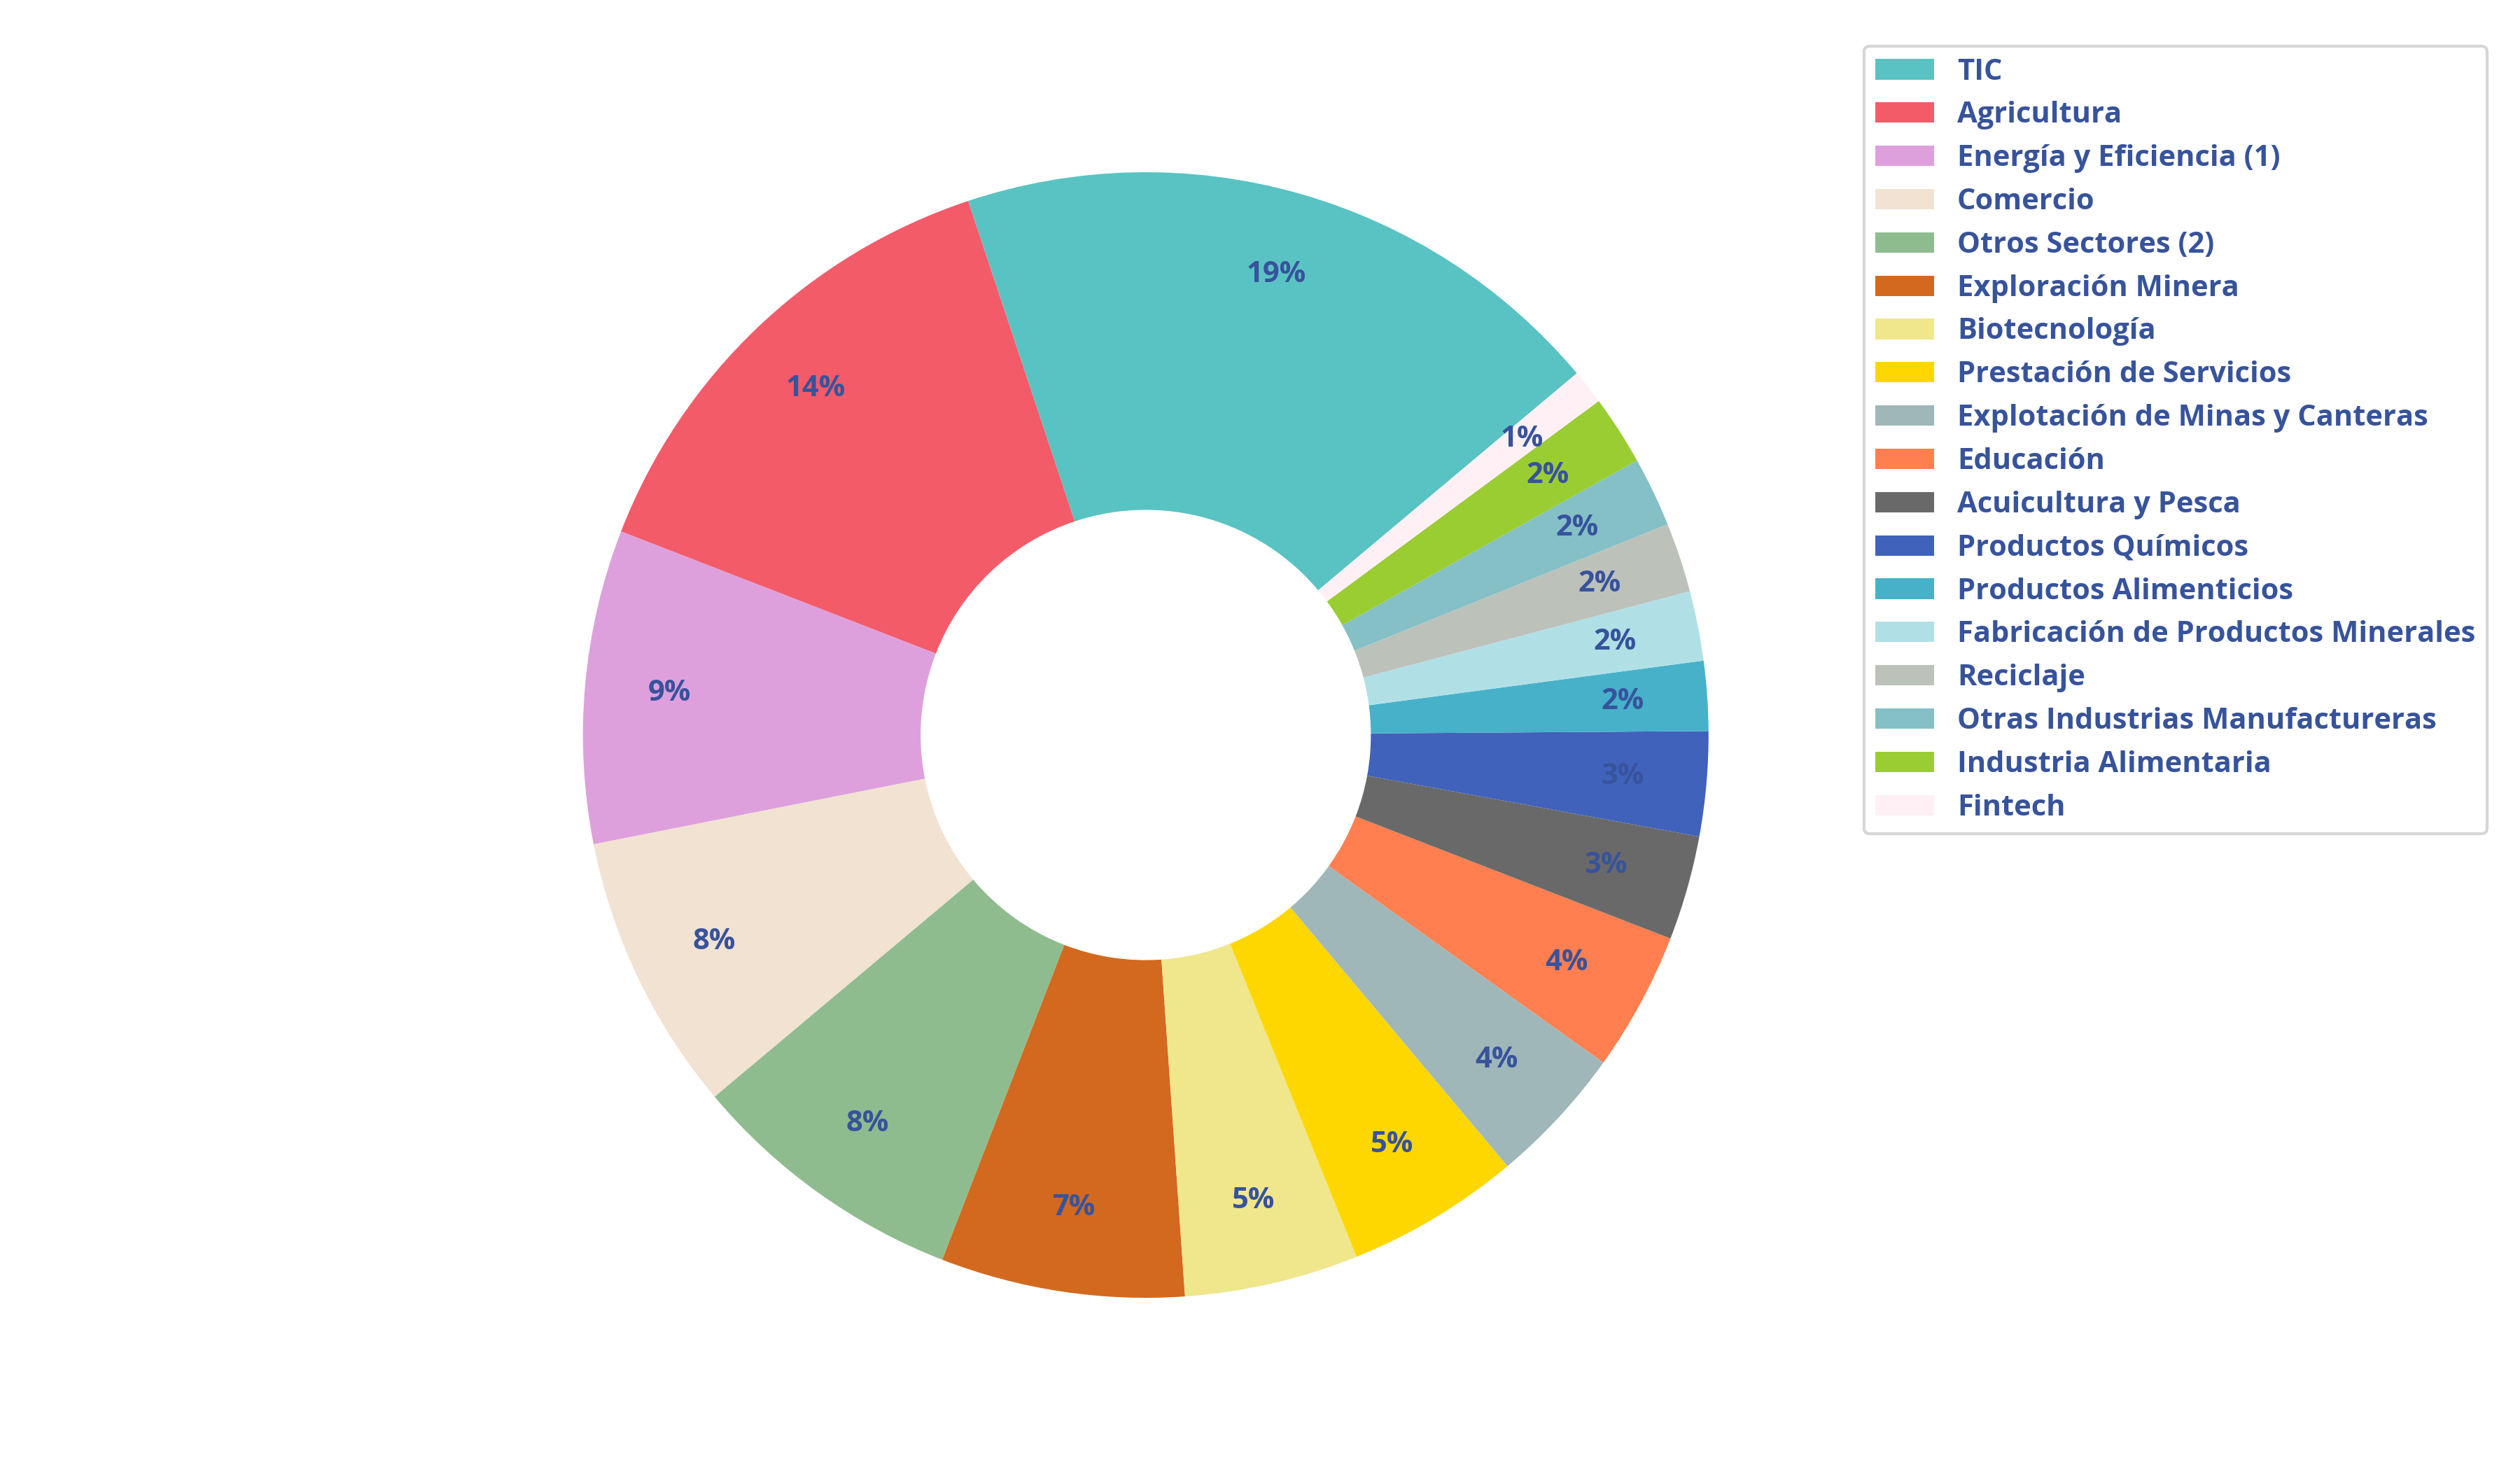 19%
14%
9%
8%
8%
7%
5%
5%
4%
4%
3%
3%
2%
2%
2%
2%
2%
1%
TIC
Agricultura
Energía y Eficiencia (1)
Comercio
Otros Sectores (2)
Exploración Minera
Biotecnología
Prestación de Servicios
Explotación de Minas y Canteras
Educación
Acuicultura y Pesca
Productos Químicos
Productos Alimenticios
Fabricación de Productos Minerales
Reciclaje
Otras Industrias Manufactureras
Industria Alimentaria
Fintech